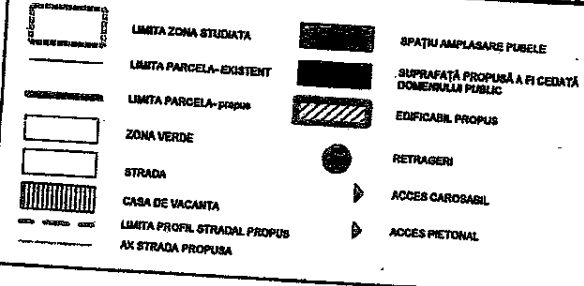 LIMITA ZONA STUDIATA
LIMITA PARCELA-EXISTENT
LIMITA PARCELA-propus
ZONA VERDE
STRADA
CASA DE VACANTA
LIMITA PROFIL STRADAL PROPUS
AX STRADA PROPUSA
SPAȚIU AMPLASARE PUBELE
SUPRAFAȚĂ PROPUSĂ A FI CEDATĂ
DOMENIULUI PUBLIC
EDIFICABIL PROPUS
RETRAGERI
ACCES CAROSABIL
ACCES PIETONAL